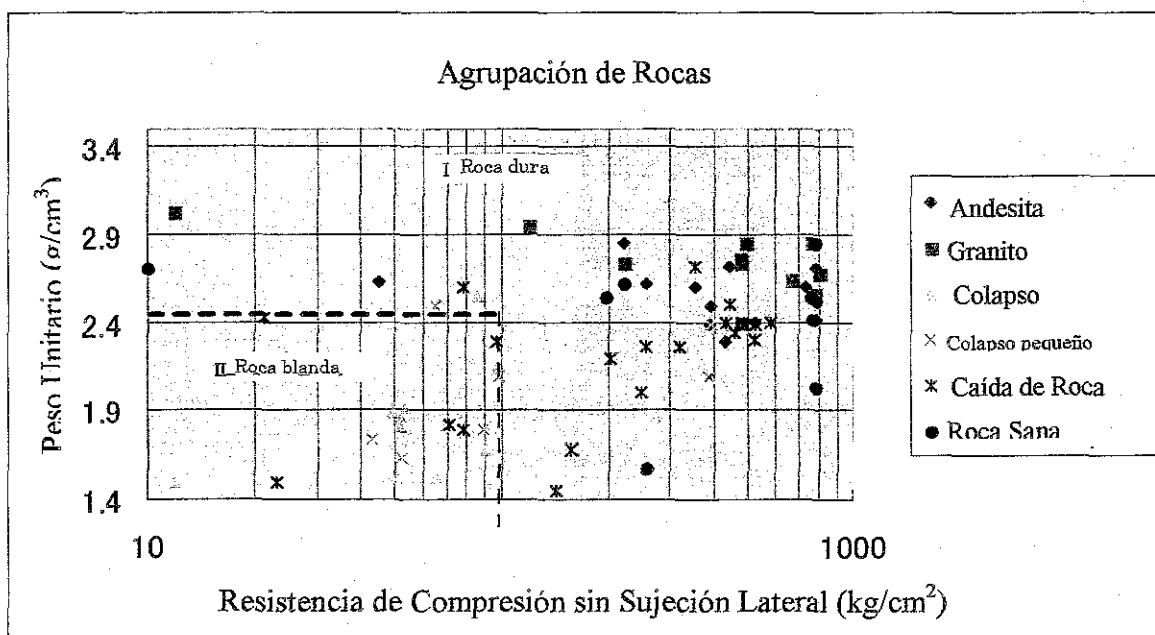 Agrupación de Rocas
3.4
2.9
2.4
1.9
1.4
Peso Unitario (g/cm³)
I Roca dura
II Roca blanda
10
1
1000
Resistencia de Compresión sin Sujeción Lateral (kg/cm²)
Andesita
Granito
Colapso
Colapso pequeño
Caída de Roca
Roca Sana